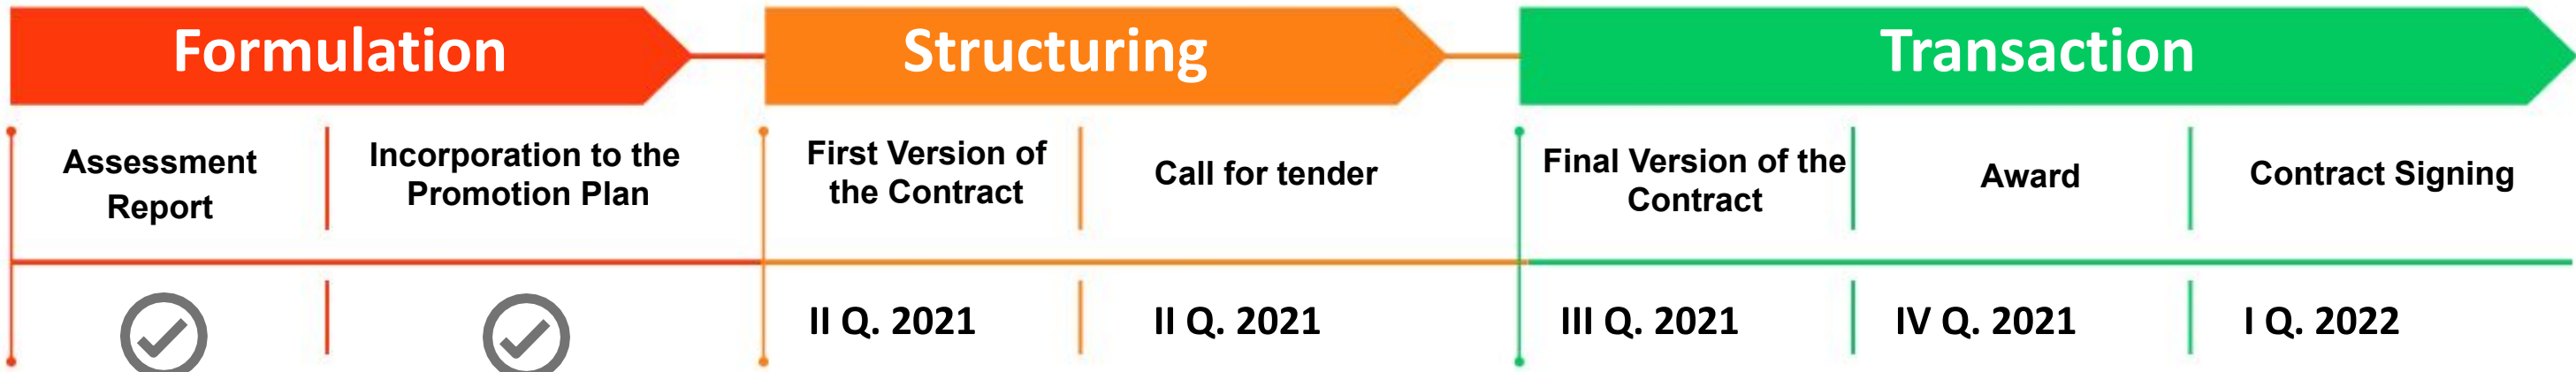 Formulation
Structuring
Transaction
Assessment
Report
Incorporation to the
Promotion Plan
First Version of
the Contract
Call for tender
Final Version of the
Contract
Award
Contract Signing
II Q. 2021
II Q. 2021
III Q. 2021
IV Q. 2021
I Q. 2022